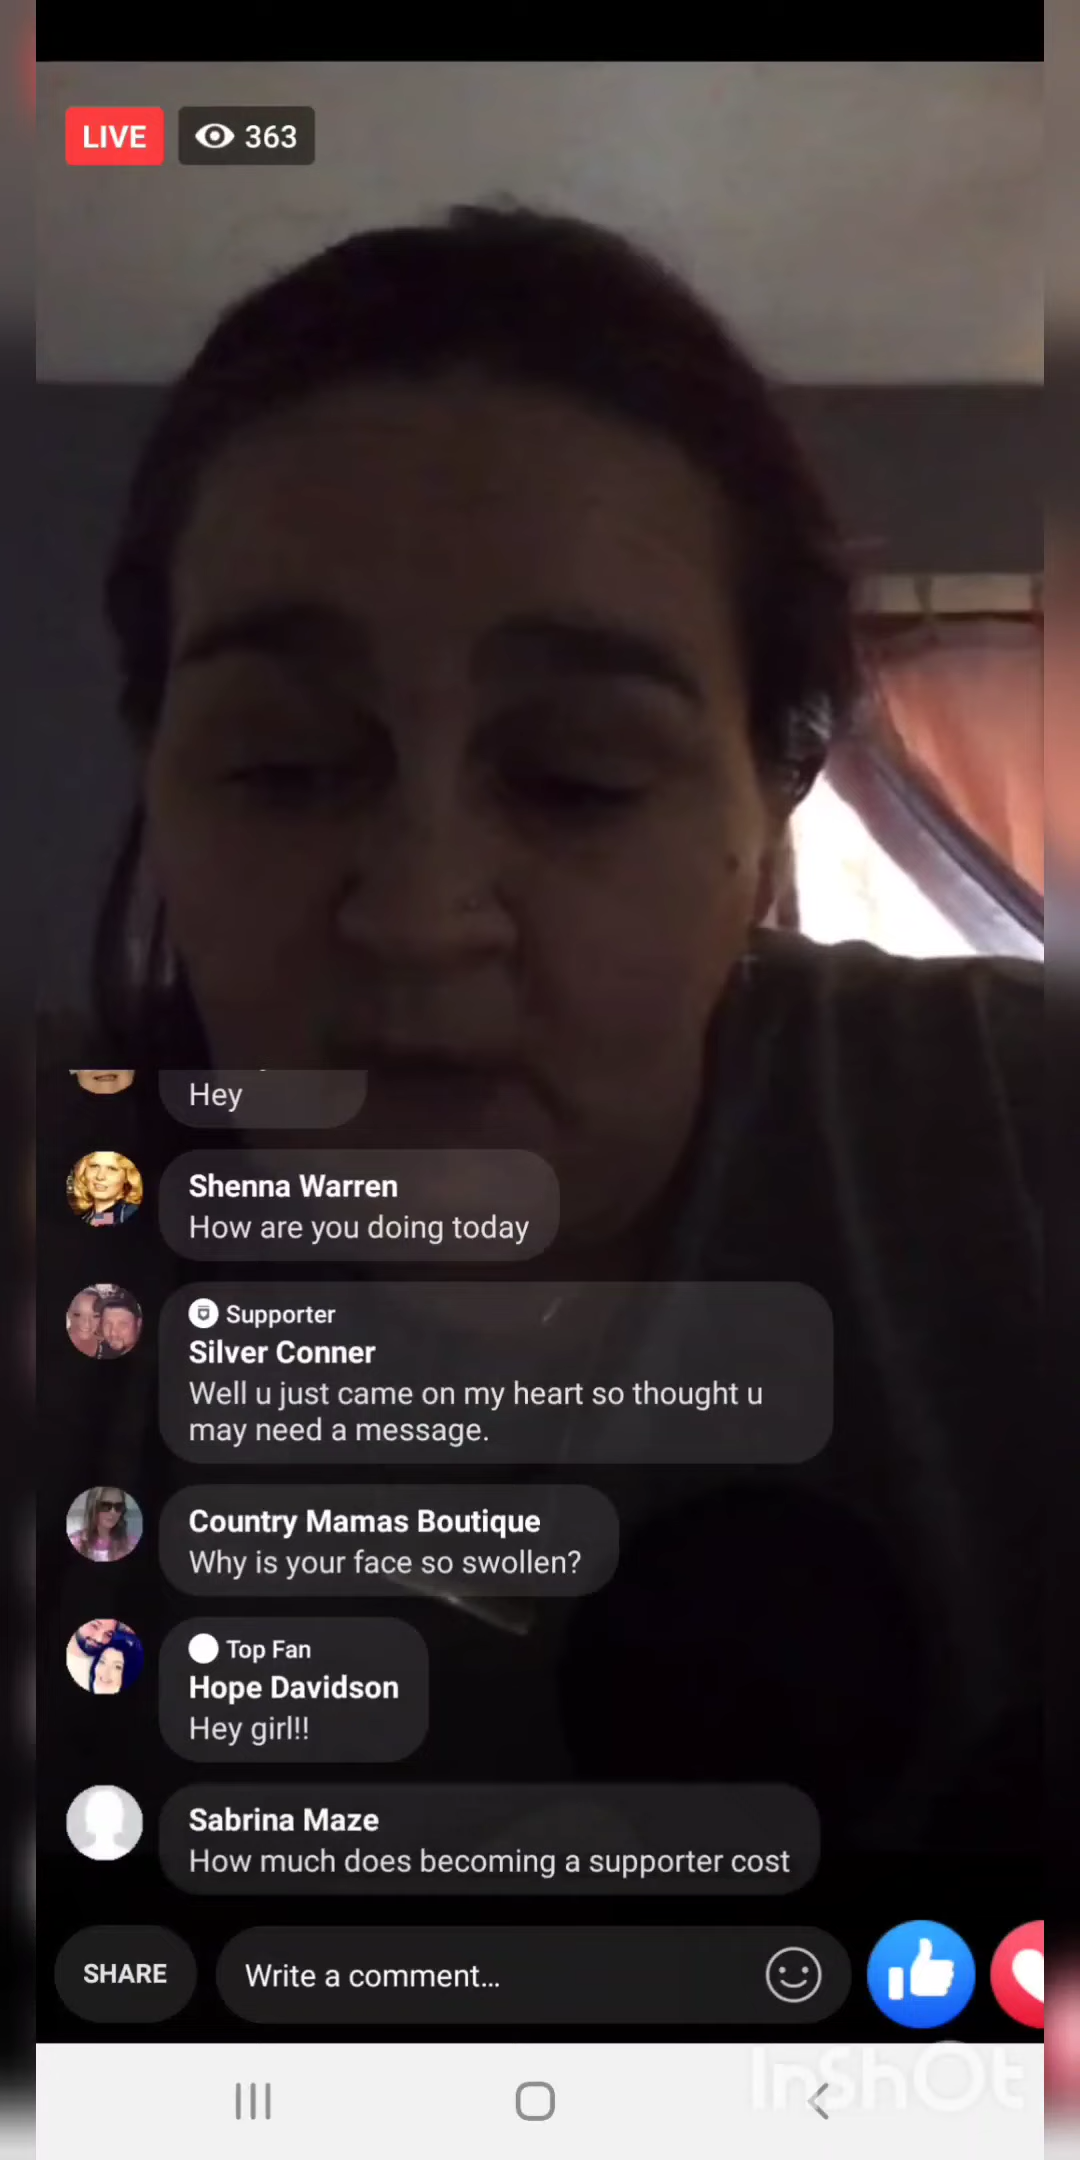 LIVE
363
Hey
Shenna Warren
How are you doing today
Supporter
Silver Conner
Well u just came on my heart so thought u
may need a message.
Country Mamas Boutique
Why is your face so swollen?
Top Fan
Hope Davidson
Hey girl!!
Sabrina Maze
How much does becoming a supporter cost
SHARE
Write a comment...
InShOt